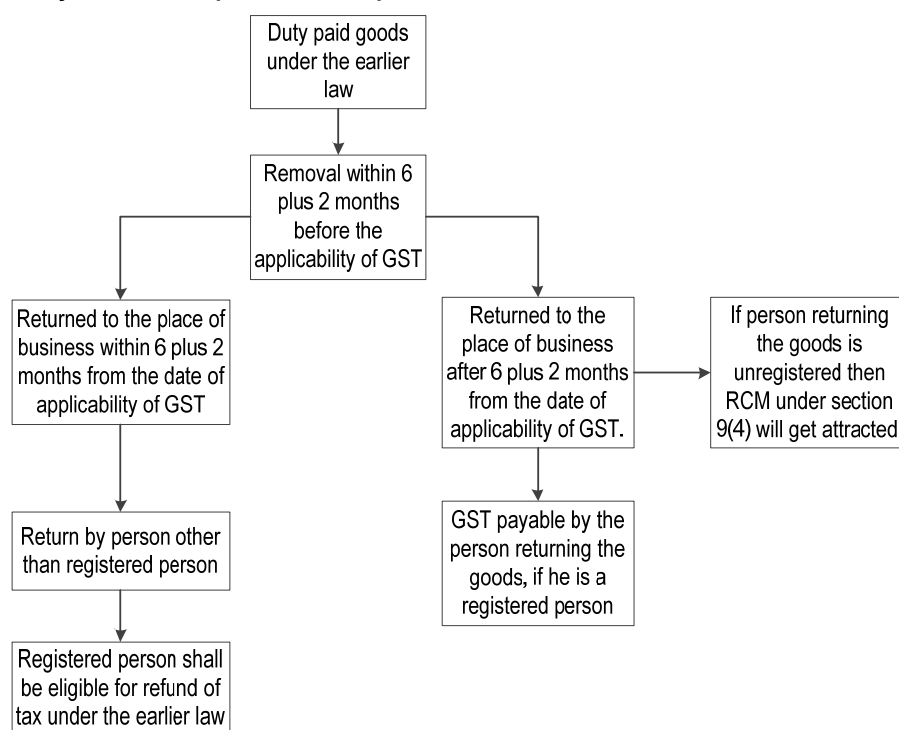 Duty paid goods
under the earlier
law
Removal within 6
plus 2 months
before the
applicability of GST
Returned to the place of
business within 6 plus 2
months from the date of
applicability of GST
Returned to the
place of business
after 6 plus 2 months
from the date of
applicability of GST.
If person returning
the goods is
unregistered then
RCM under section
9(4) will get attracted
Return by person other
than registered person
GST payable by the
person returning the
goods, if he is a
registered person
Registered person shall
be eligible for refund of
tax under the earlier law